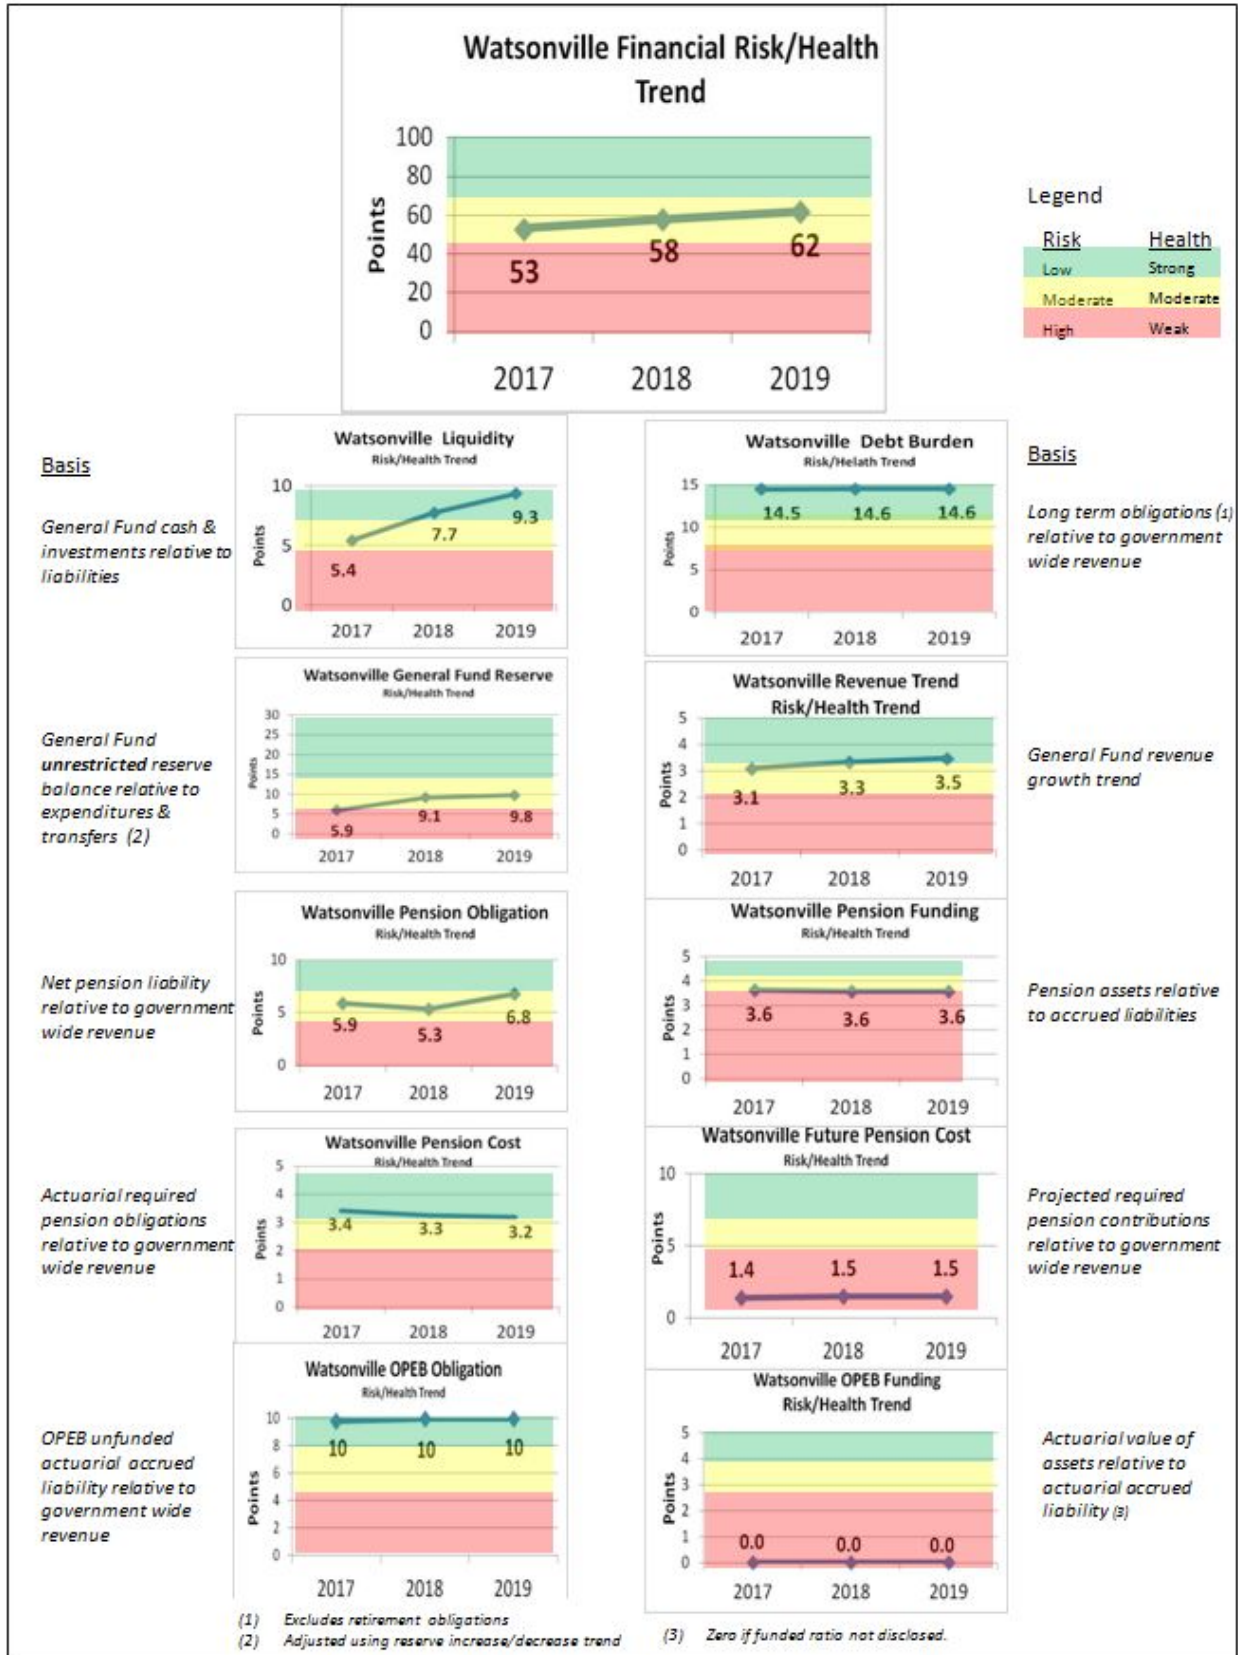 Watsonville Financial Risk/Health
Trend
100
80
60
40
20
0
Points
53
58
62
2017 2018 2019
Legend
Risk Health
Low Strong
Moderate Moderate
High Weak
Basis
General Fund cash &
investments relative to
liabilities
Watsonville Liquidity
Risk/Health Trend
10
5
0
Points
5.4
7.7
9.3
2017 2018 2019
Watsonville Debt Burden
Risk/Helath Trend
15
10
5
0
Points
14.5 14.6 14.6
2017 2018 2019
Basis
Long term obligations (1)
relative to government
wide revenue
General Fund
unrestricted reserve
balance relative to
expenditures &
transfers (2)
Watsonville General Fund Reserve
Risk/Health Trend
30
25
20
15
10
5
0
Points
5.9
9.1
9.8
2017 2018 2019
Watsonville Revenue Trend
Risk/Health Trend
5
4
3
2
1
0
Points
3.1
3.3
3.5
2017 2018 2019
General Fund revenue
growth trend
Net pension liability
relative to government
wide revenue
Watsonville Pension Obligation
Risk/Health Trend
10
5
0
Points
5.9
5.3
6.8
2017 2018 2019
Watsonville Pension Funding
Risk/Health Trend
5
4
3
2
1
0
Points
3.6 3.6 3.6
2017 2018 2019
Pension assets relative
to accrued liabilities
Actuarial required
pension obligations
relative to government
wide revenue
Watsonville Pension Cost
Risk/Health Trend
5
4
3
2
1
0
Points
3.4 3.3 3.2
2017 2018 2019
Watsonville Future Pension Cost
Risk/Health Trend
10
5
0
Points
1.4 1.5 1.5
2017 2018 2019
Projected required
pension contributions
relative to government
wide revenue
OPEB unfunded
actuarial accrued
liability relative to
government wide
revenue
Watsonville OPEB Obligation
Risk/Health Trend
10
8
6
4
2
0
Points
10 10 10
2017 2018 2019
Watsonville OPEB Funding
Risk/Health Trend
5
4
3
2
1
0
Points
0.0 0.0 0.0
2017 2018 2019
Actuarial value of
assets relative to
actuarial accrued
liability (3)
(1) Excludes retirement obligations
(2) Adjusted using reserve increase/decrease trend
(3) Zero if funded ratio not disclosed.